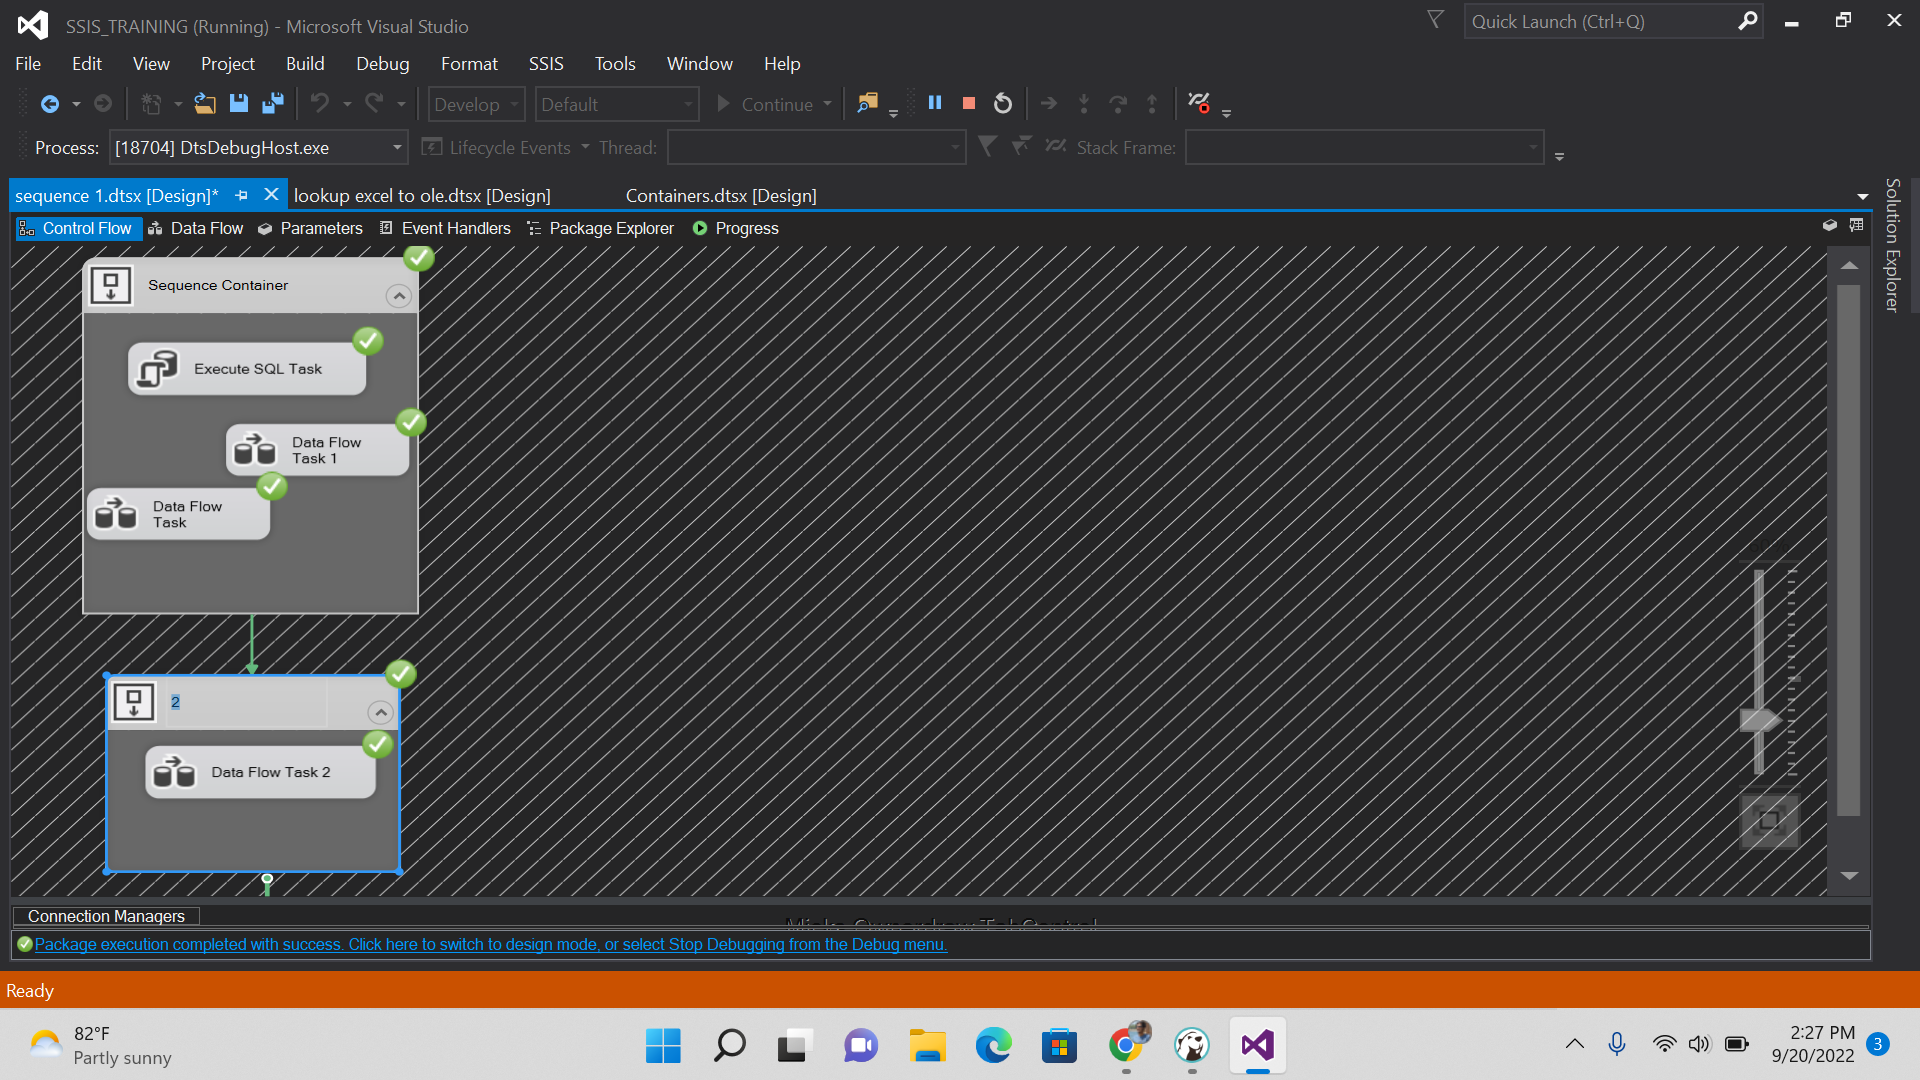 SSIS_TRAINING (Running) - Microsoft Visual Studio
Quick Launch (Ctrl+Q)
File Edit View Project Build Debug Format SSIS Tools Window Help
Develop Default Continue
Process: [18704] DtsDebugHost.exe Lifecycle Events Thread: Stack Frame:
sequence 1.dtsx [Design]* lookup excel to ole.dtsx [Design] Containers.dtsx [Design]
Solution Explorer
Control Flow Data Flow Parameters Event Handlers Package Explorer Progress
Sequence Container
Execute SQL Task
Data Flow
Task 1
Data Flow
Task
2
Data Flow Task 2
Connection Managers
Package execution completed with success. Click here to switch to design mode, or select Stop Debugging from the Debug menu.
Ready
82°F
Partly sunny
2:27 PM
9/20/2022
3